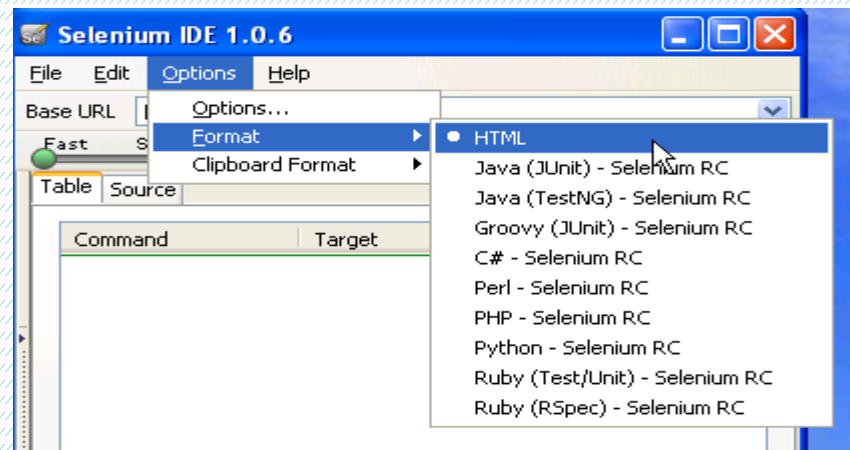 Selenium IDE 1.0.6
File Edit Options Help
Base URL
Options...
Format
Clipboard Format
Fast S
Table Source
Command Target
HTML
Java (JUnit) - Selenium RC
Java (TestNG) - Selenium RC
Groovy (JUnit) - Selenium RC
C# - Selenium RC
Perl - Selenium RC
PHP - Selenium RC
Python - Selenium RC
Ruby (Test/Unit) - Selenium RC
Ruby (RSpec) - Selenium RC